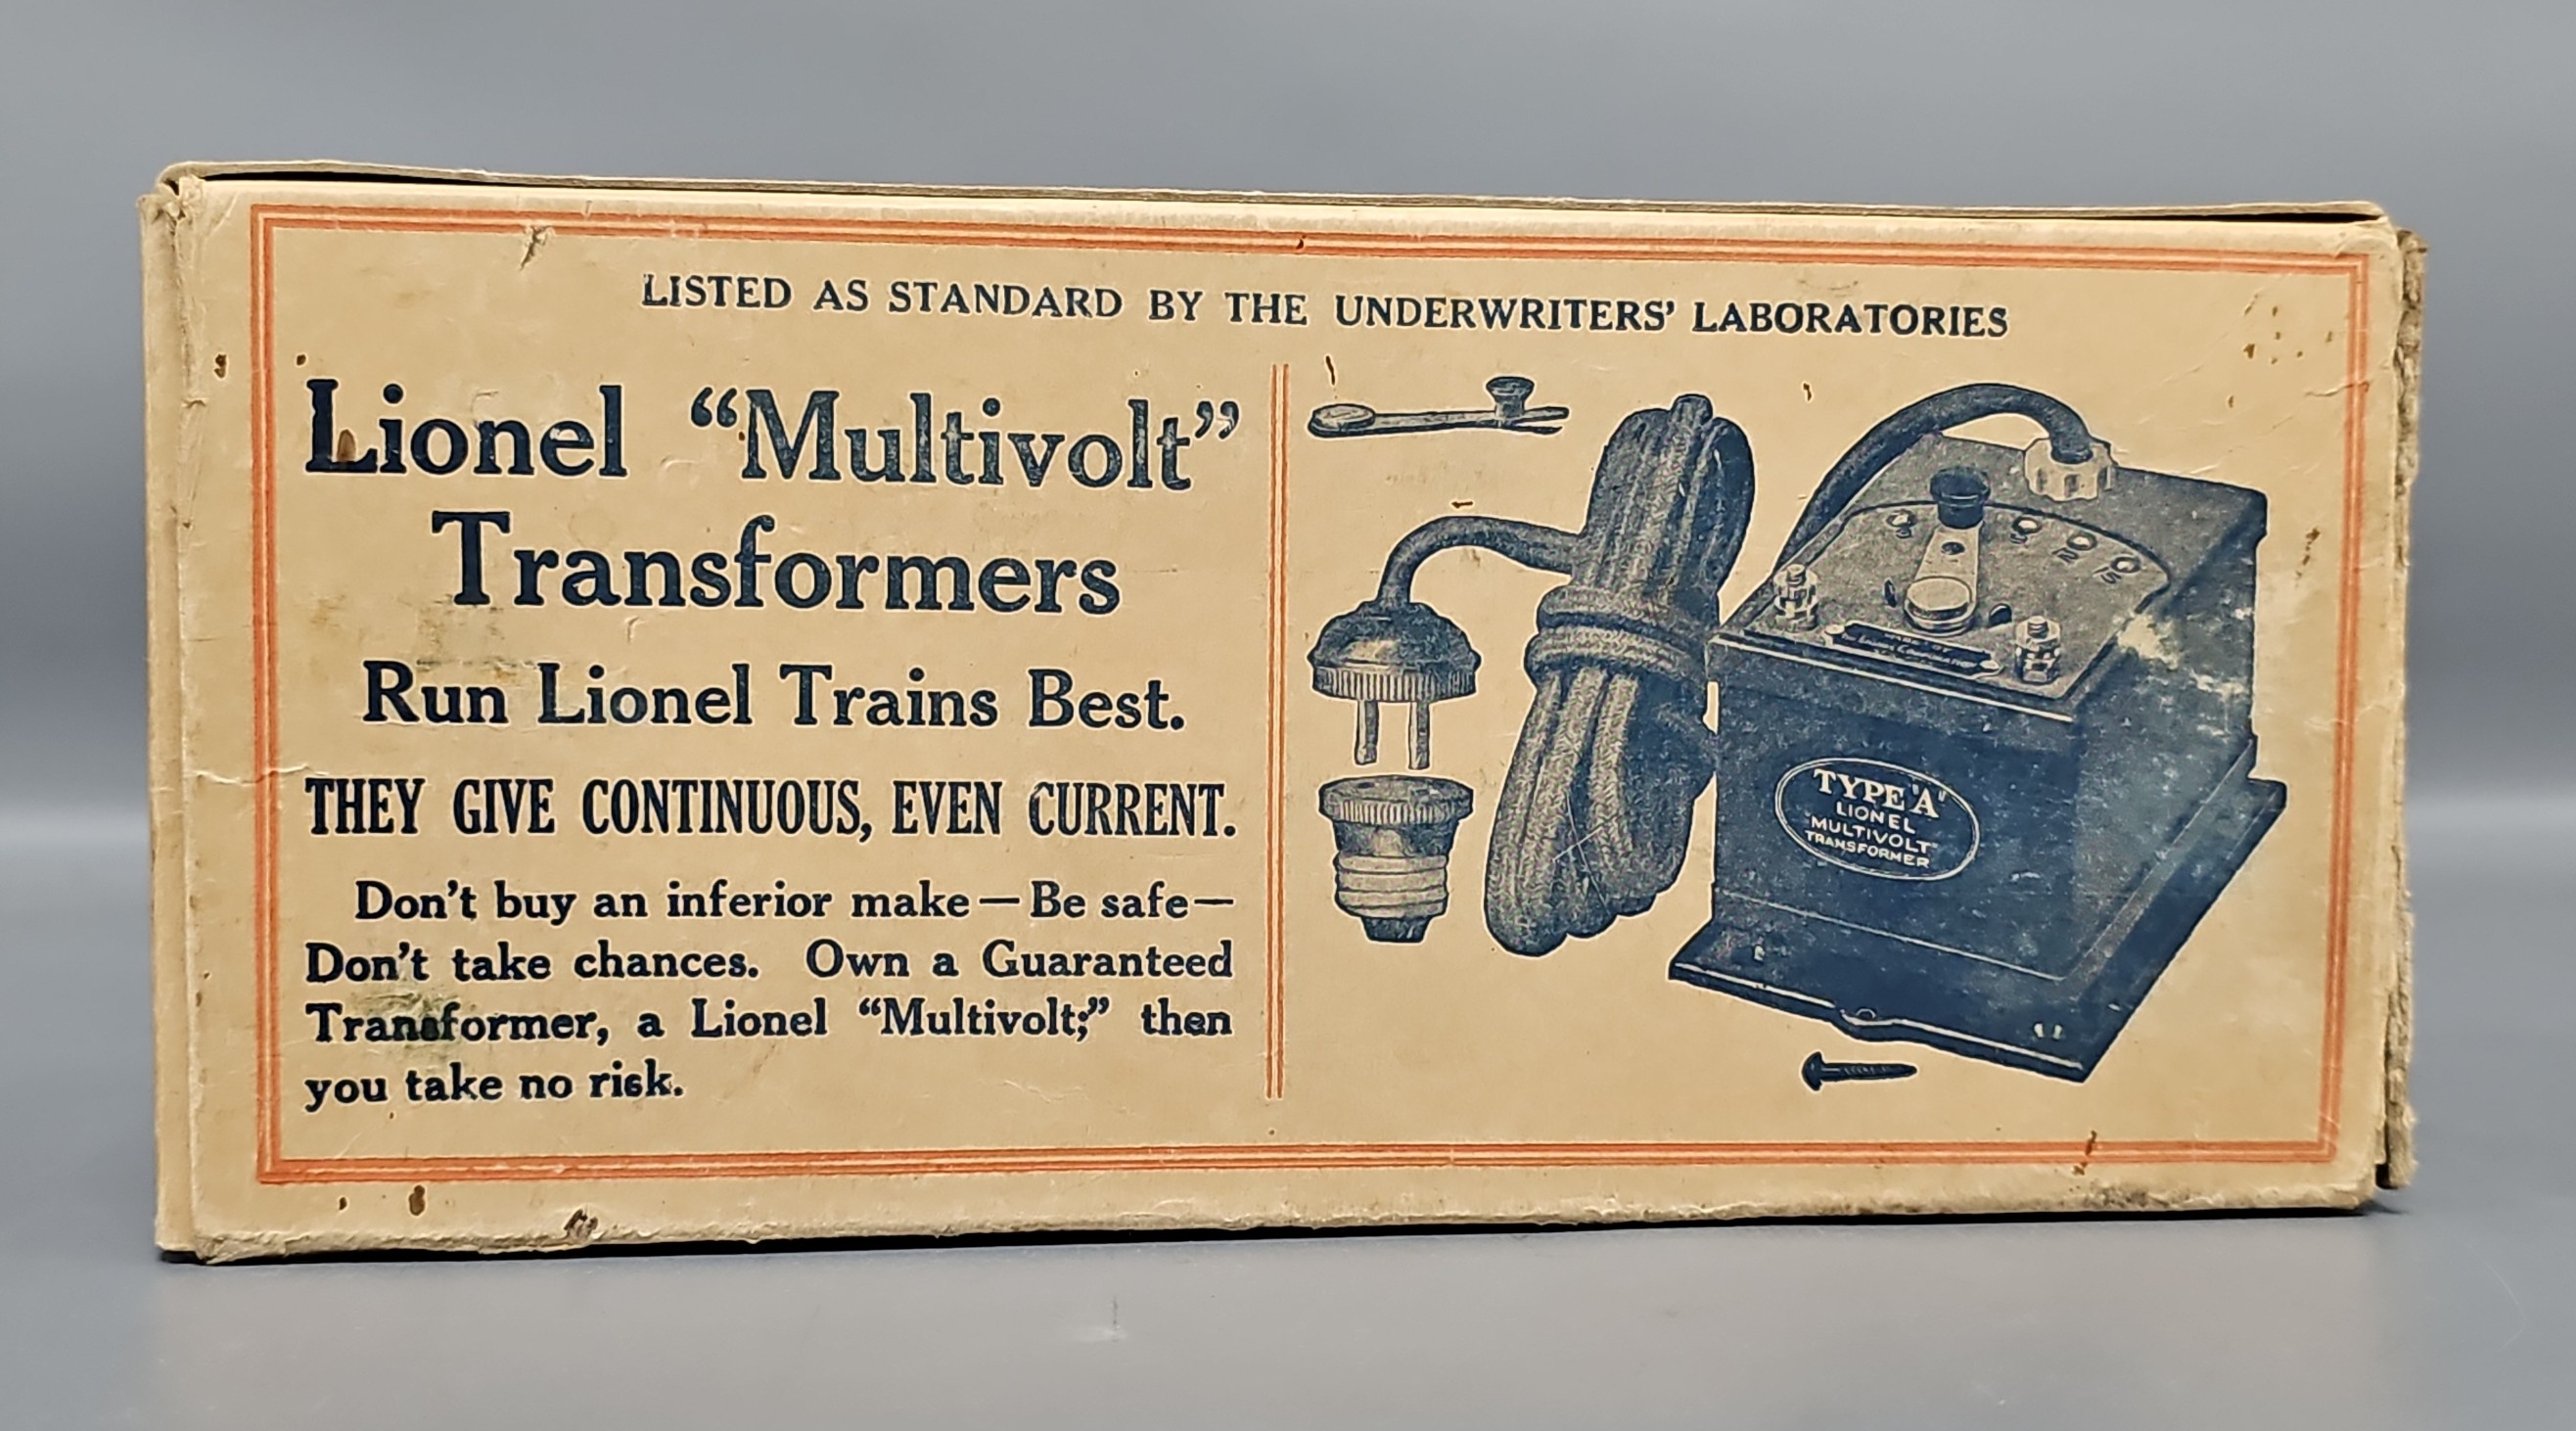 LISTED AS STANDARD BY THE UNDERWRITERS' LABORATORIES
Lionel “Multivolt”
Transformers
Run Lionel Trains Best.
THEY GIVE CONTINUOUS, EVEN CURRENT.
Don't buy an inferior make—Be safe—
Don't take chances. Own a Guaranteed
Transformer, a Lionel “Multivolt;” then
you take no risk.
TYPE "A"
LIONEL
"MULTIVOLT"
TRANSFORMER